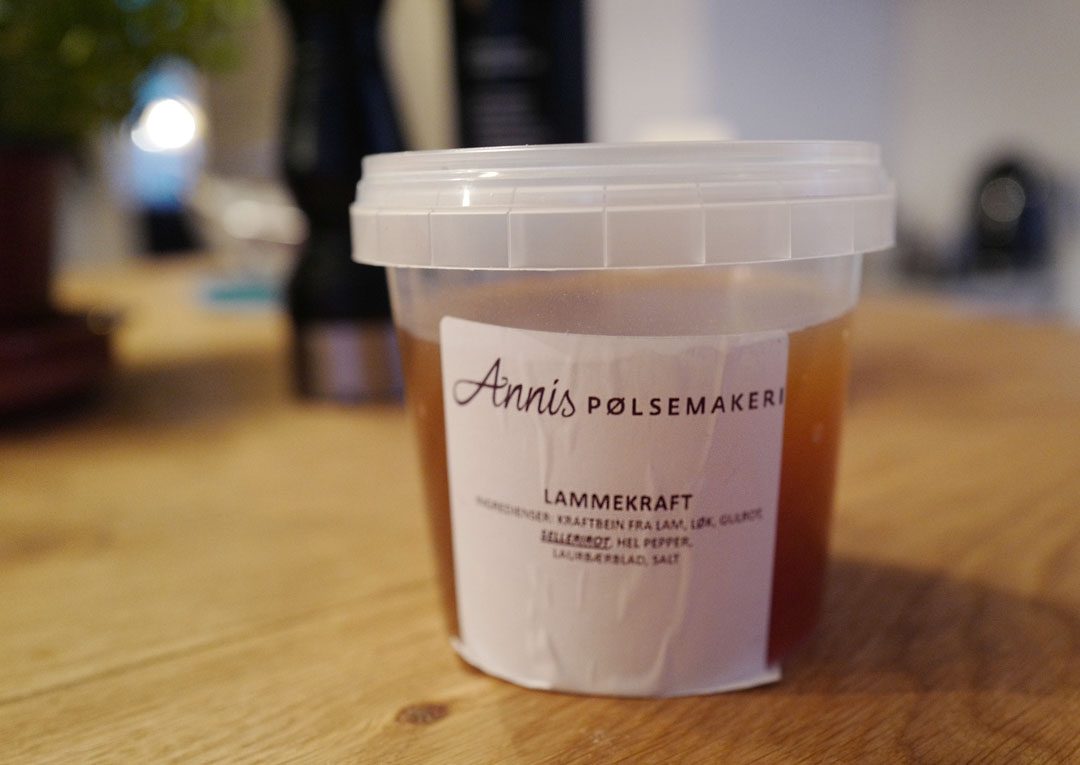 Annis PØLSEMAKERI
LAMMEKRAFT
INGREDIENSER: KRAFTBEIN FRA LAM, LØK, GULROT,
SELLERIROT, HEL PEPPER,
LAURBÆRBLAD, SALT